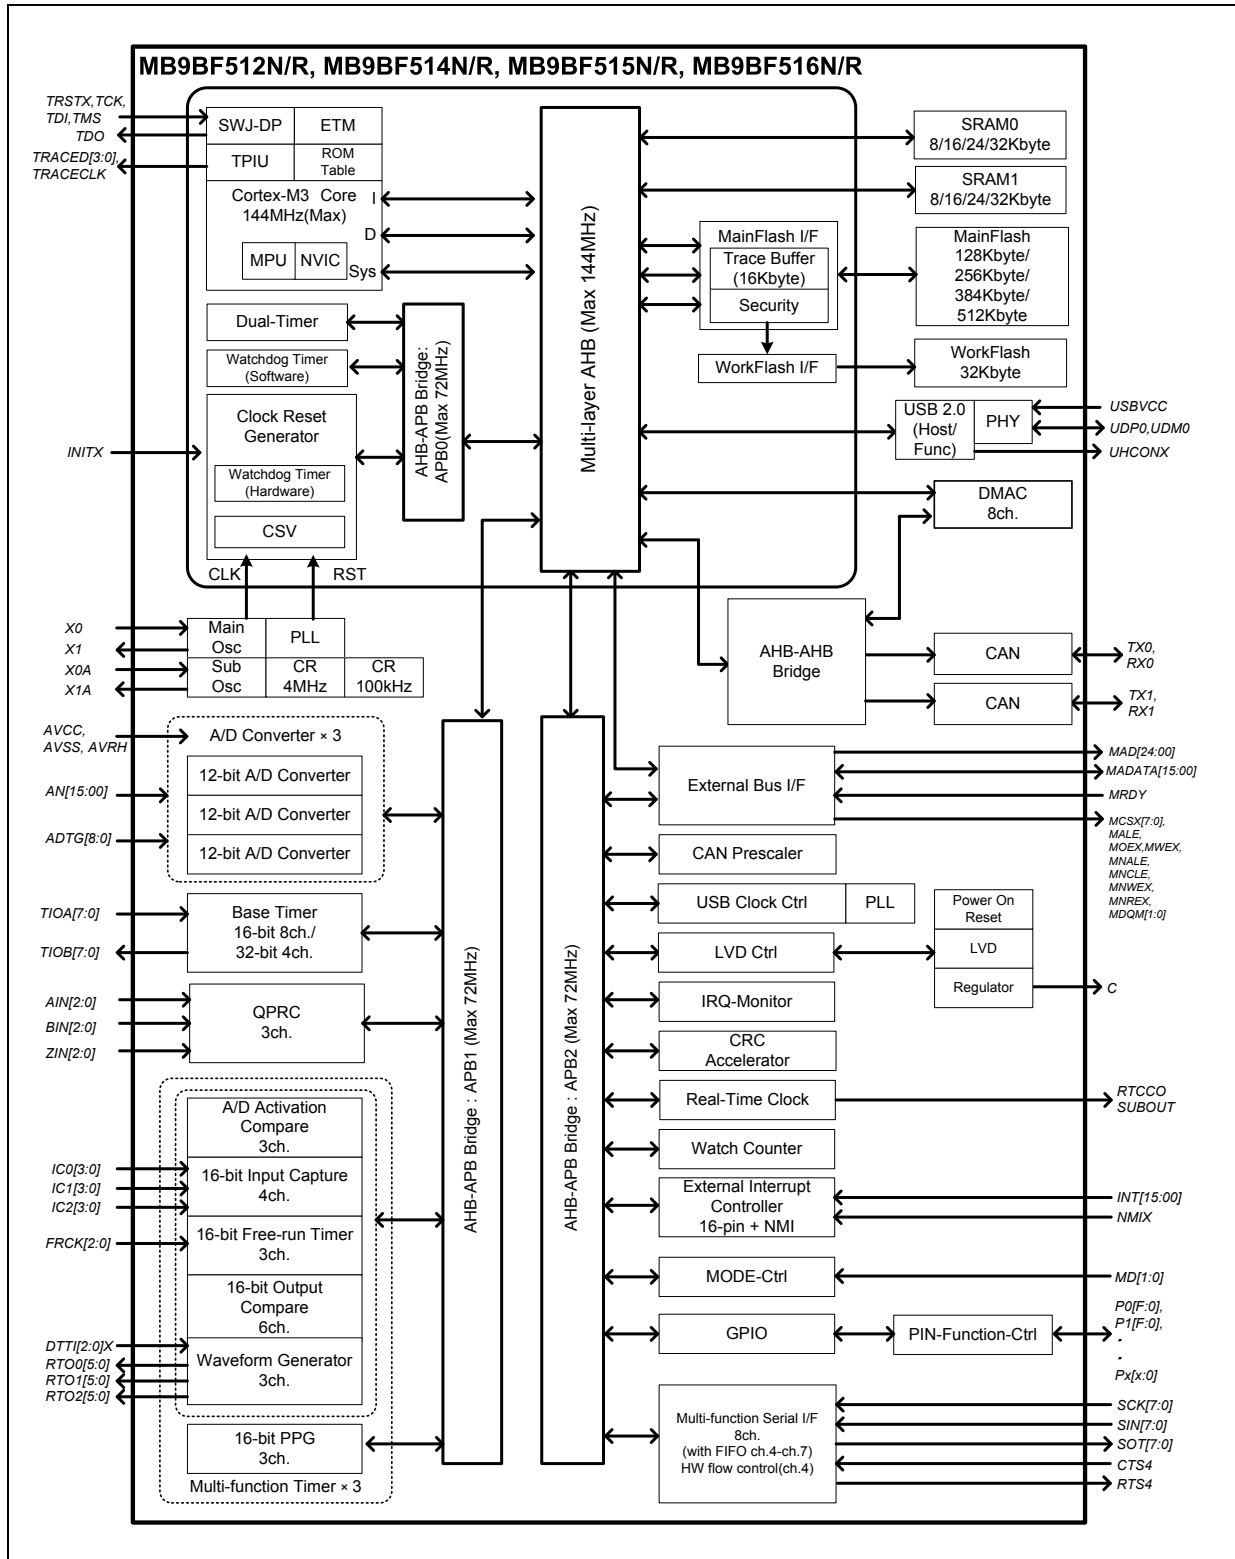 MB9BF512N/R, MB9BF514N/R, MB9BF515N/R, MB9BF516N/R
TRSTX,TCK,
TDI,TMS
TDO
TRACED[3:0],
TRACECLK
SWJ-DP
ETM
TPIU
ROM
Table
Cortex-M3 Core
144MHz(Max)
I
D
Sys
MPU
NVIC
Dual-Timer
Watchdog Timer
(Software)
Clock Reset
Generator
Watchdog Timer
(Hardware)
CSV
INITX
CLK
RST
AHB-APB Bridge:
APB0(Max 72MHz)
Multi-layer AHB (Max 144MHz)
SRAM0
8/16/24/32Kbyte
SRAM1
8/16/24/32Kbyte
MainFlash I/F
Trace Buffer
(16Kbyte)
Security
MainFlash
128Kbyte/
256Kbyte/
384Kbyte/
512Kbyte
WorkFlash I/F
WorkFlash
32Kbyte
USB 2.0
(Host/
Func)
PHY
USBVCC
UDP0,UDM0
UHCONX
DMAC
8ch.
X0
X1
X0A
X1A
Main
Osc
PLL
Sub
Osc
CR
4MHz
CR
100kHz
AHB-AHB
Bridge
CAN
TX0,
RX0
CAN
TX1,
RX1
AVCC,
AVSS, AVRH
AN[15:00]
ADTG[8:0]
A/D Converter × 3
12-bit A/D Converter
12-bit A/D Converter
12-bit A/D Converter
TIOA[7:0]
TIOB[7:0]
Base Timer
16-bit 8ch./
32-bit 4ch.
AIN[2:0]
BIN[2:0]
ZIN[2:0]
QPRC
3ch.
A/D Activation
Compare
3ch.
IC0[3:0]
IC1[3:0]
IC2[3:0]
16-bit Input Capture
4ch.
FRCK[2:0]
16-bit Free-run Timer
3ch.
16-bit Output
Compare
6ch.
DTTI[2:0]X
RTO0[5:0]
RTO1[5:0]
RTO2[5:0]
Waveform Generator
3ch.
16-bit PPG
3ch.
Multi-function Timer × 3
AHB-APB Bridge : APB1 (Max 72MHz)
AHB-APB Bridge : APB2 (Max 72MHz)
External Bus I/F
MAD[24:00]
MADATA[15:00]
MRDY
MCSX[7:0],
MALE,
MOEX,MWEX,
MNALE,
MNCLE,
MNWEX,
MNREX,
MDQM[1:0]
CAN Prescaler
USB Clock Ctrl
PLL
LVD Ctrl
Power On
Reset
LVD
Regulator
C
IRQ-Monitor
CRC
Accelerator
Real-Time Clock
RTCCO
SUBOUT
Watch Counter
External Interrupt
Controller
16-pin + NMI
INT[15:00]
NMIX
MODE-Ctrl
MD[1:0]
GPIO
PIN-Function-Ctrl
P0[F:0],
P1[F:0],
-
-
Px[x:0]
Multi-function Serial I/F
8ch.
(with FIFO ch.4-ch.7)
HW flow control(ch.4)
SCK[7:0]
SIN[7:0]
SOT[7:0]
CTS4
RTS4